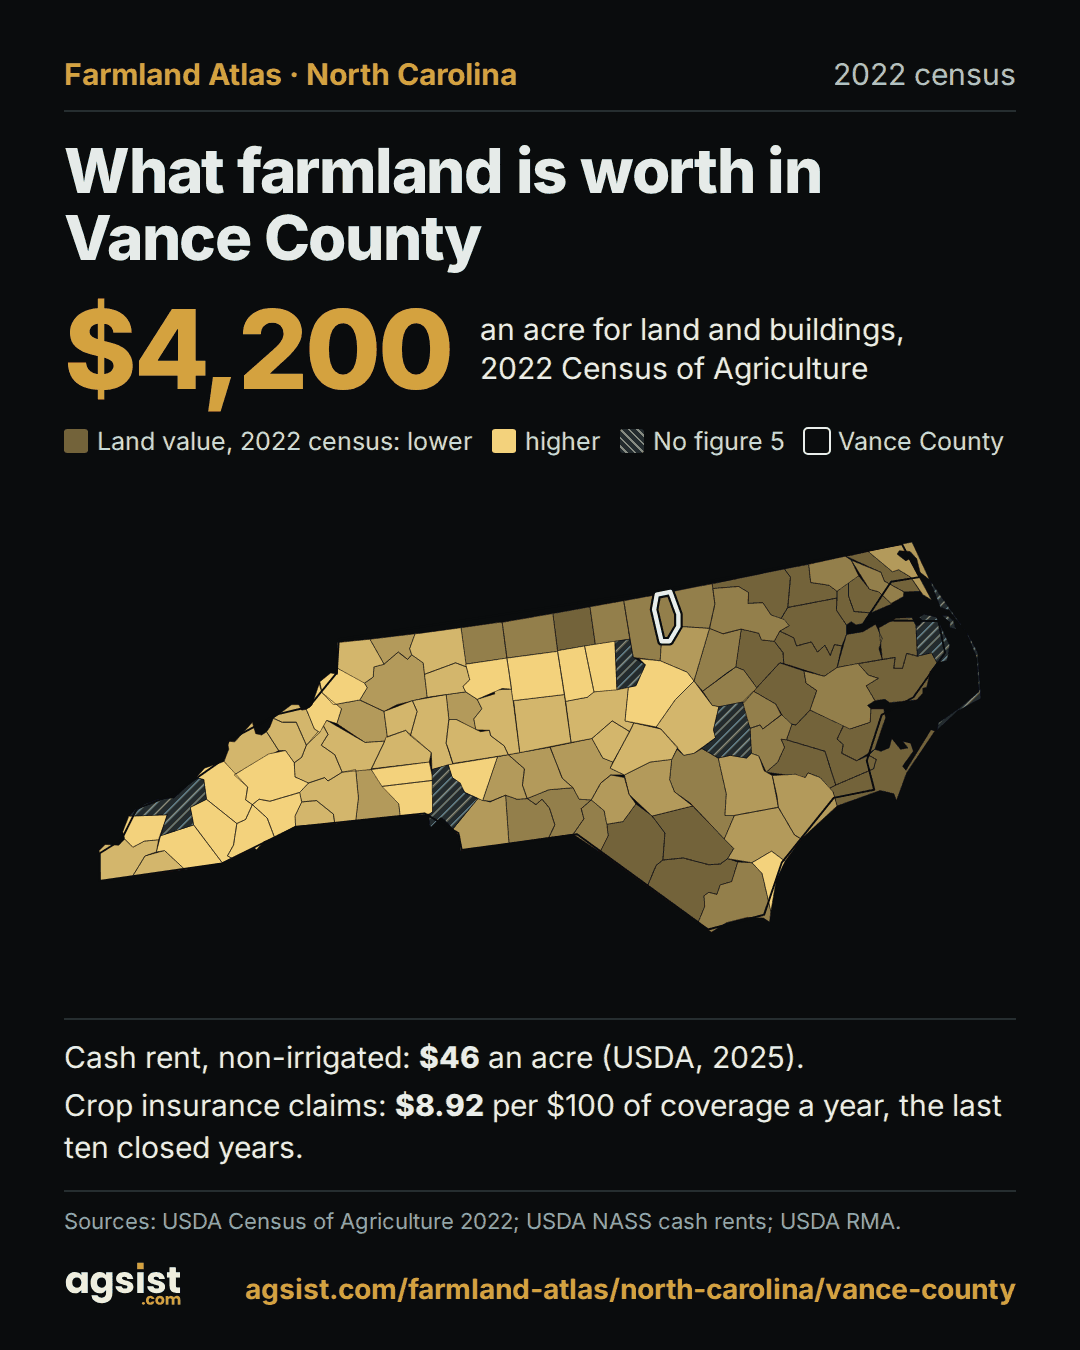 Farmland Atlas · North Carolina
2022 census
What farmland is worth in
Vance County
$4,200
an acre for land and buildings,
2022 Census of Agriculture
Land value, 2022 census: lower
higher
No figure 5
Vance County
Cash rent, non-irrigated: $46 an acre (USDA, 2025).
Crop insurance claims: $8.92 per $100 of coverage a year, the last
ten closed years.
Sources: USDA Census of Agriculture 2022; USDA NASS cash rents; USDA RMA.
agsist
.com
agsist.com/farmland-atlas/north-carolina/vance-county